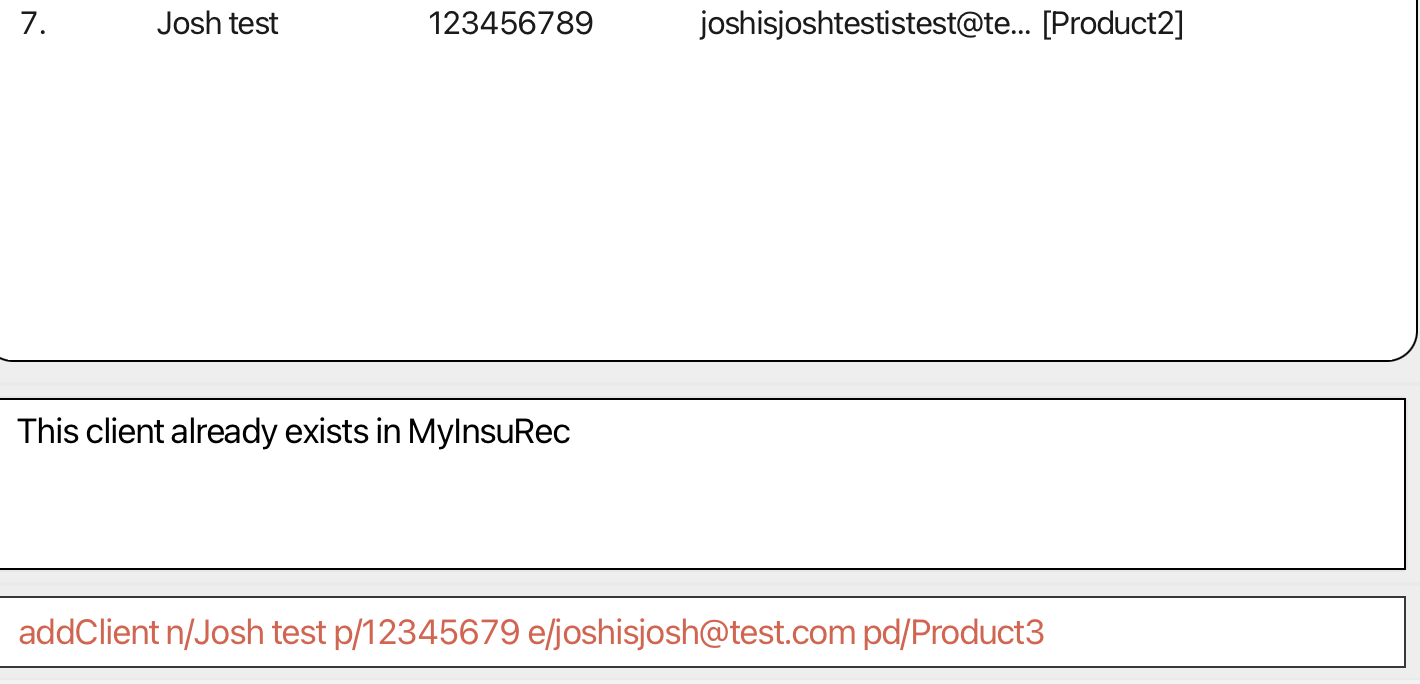 7. Josh test 123456789 joshisjoshtestistest@te... [Product2]
This client already exists in MyInsuRec
addClient n/Josh test p/12345679 e/joshisjosh@test.com pd/Product3